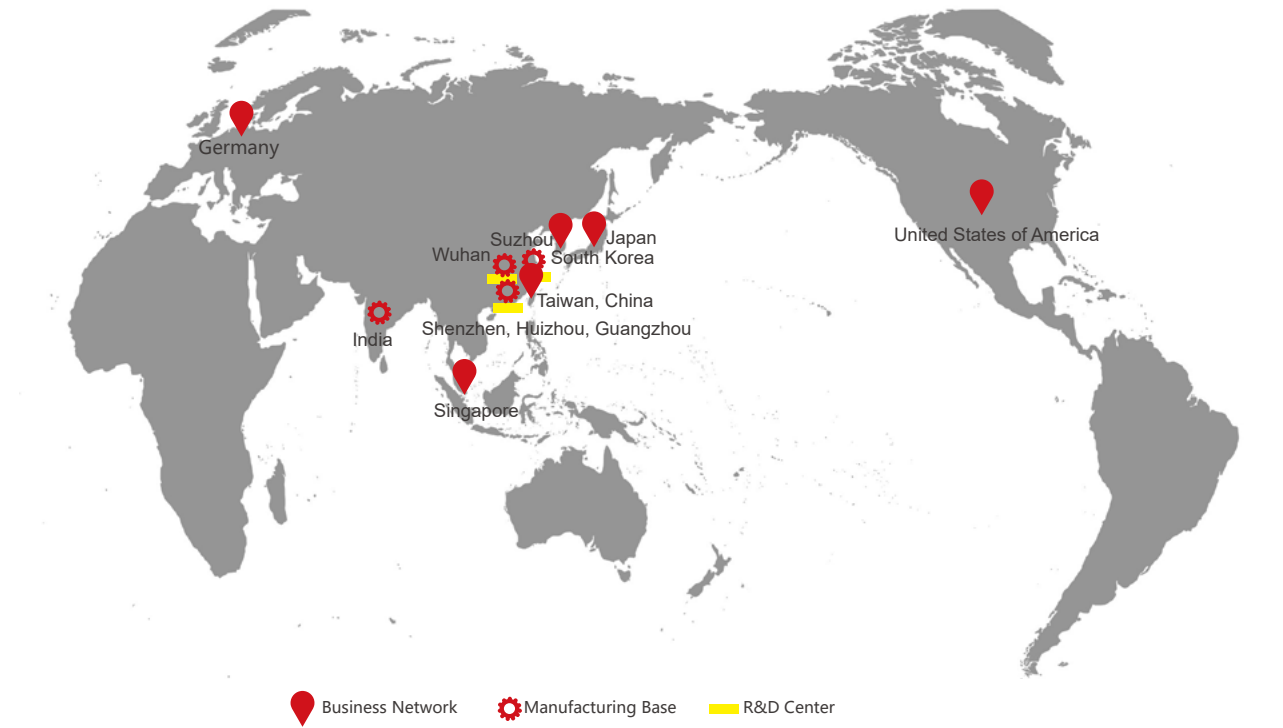 Germany
United States of America
Suzhou
Japan
Wuhan
South Korea
Taiwan, China
Shenzhen, Huizhou, Guangzhou
India
Singapore
Business Network
Manufacturing Base
R&D Center